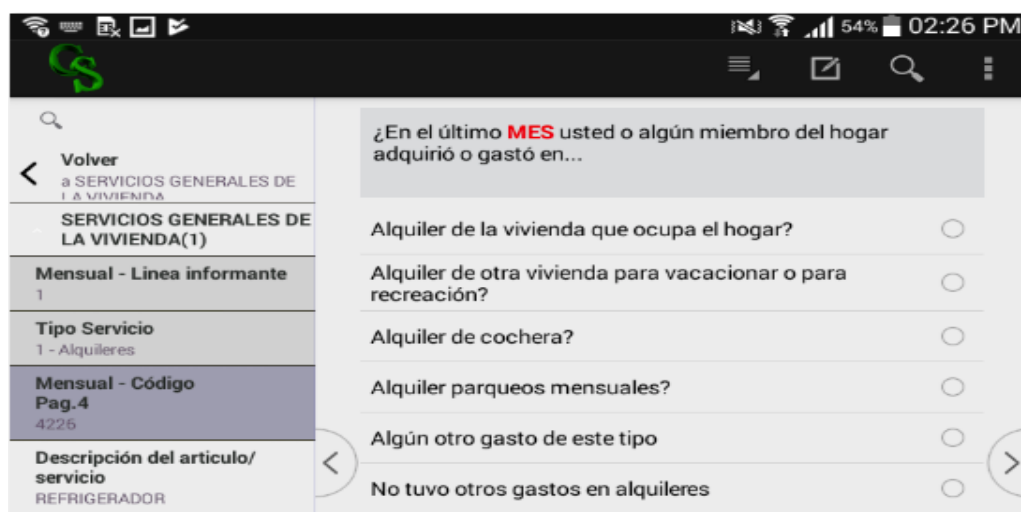 54% 02:26 PM
CS
Volver
a SERVICIOS GENERALES DE
LA VIVIENDA
SERVICIOS GENERALES DE
LA VIVIENDA(1)
Mensual - Linea informante
1
Tipo Servicio
1 - Alquileres
Mensual - Código
Pag.4
4226
Descripción del articulo/
servicio
REFRIGERADOR
¿En el último MES usted o algún miembro del hogar
adquirió o gastó en...
Alquiler de la vivienda que ocupa el hogar?
Alquiler de otra vivienda para vacacionar o para
recreación?
Alquiler de cochera?
Alquiler parqueos mensuales?
Algún otro gasto de este tipo
No tuvo otros gastos en alquileres